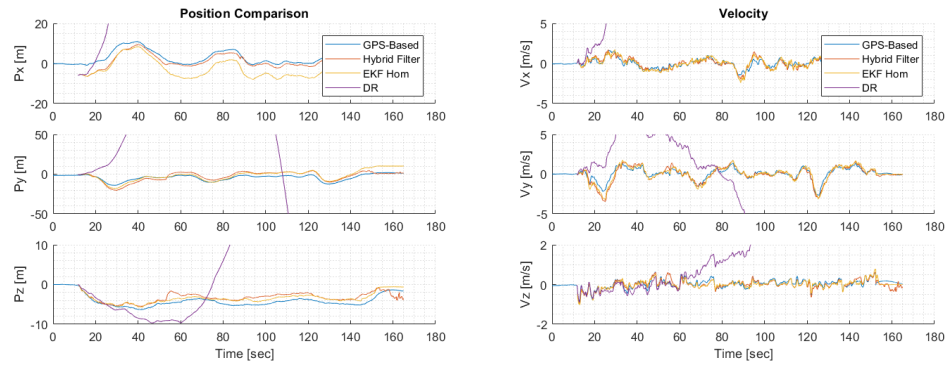 Position Comparison
20
0
-20
Px [m]
0 20 40 60 80 100 120 140 160 180
GPS-Based
Hybrid Filter
EKF Hom
DR
50
0
-50
Py [m]
0 20 40 60 80 100 120 140 160 180
10
0
-10
Pz [m]
0 20 40 60 80 100 120 140 160 180
Time [sec]
Velocity
5
0
-5
Vx [m/s]
0 20 40 60 80 100 120 140 160 180
GPS-Based
Hybrid Filter
EKF Hom
DR
5
0
-5
Vy [m/s]
0 20 40 60 80 100 120 140 160 180
2
0
-2
Vz [m/s]
0 20 40 60 80 100 120 140 160 180
Time [sec]